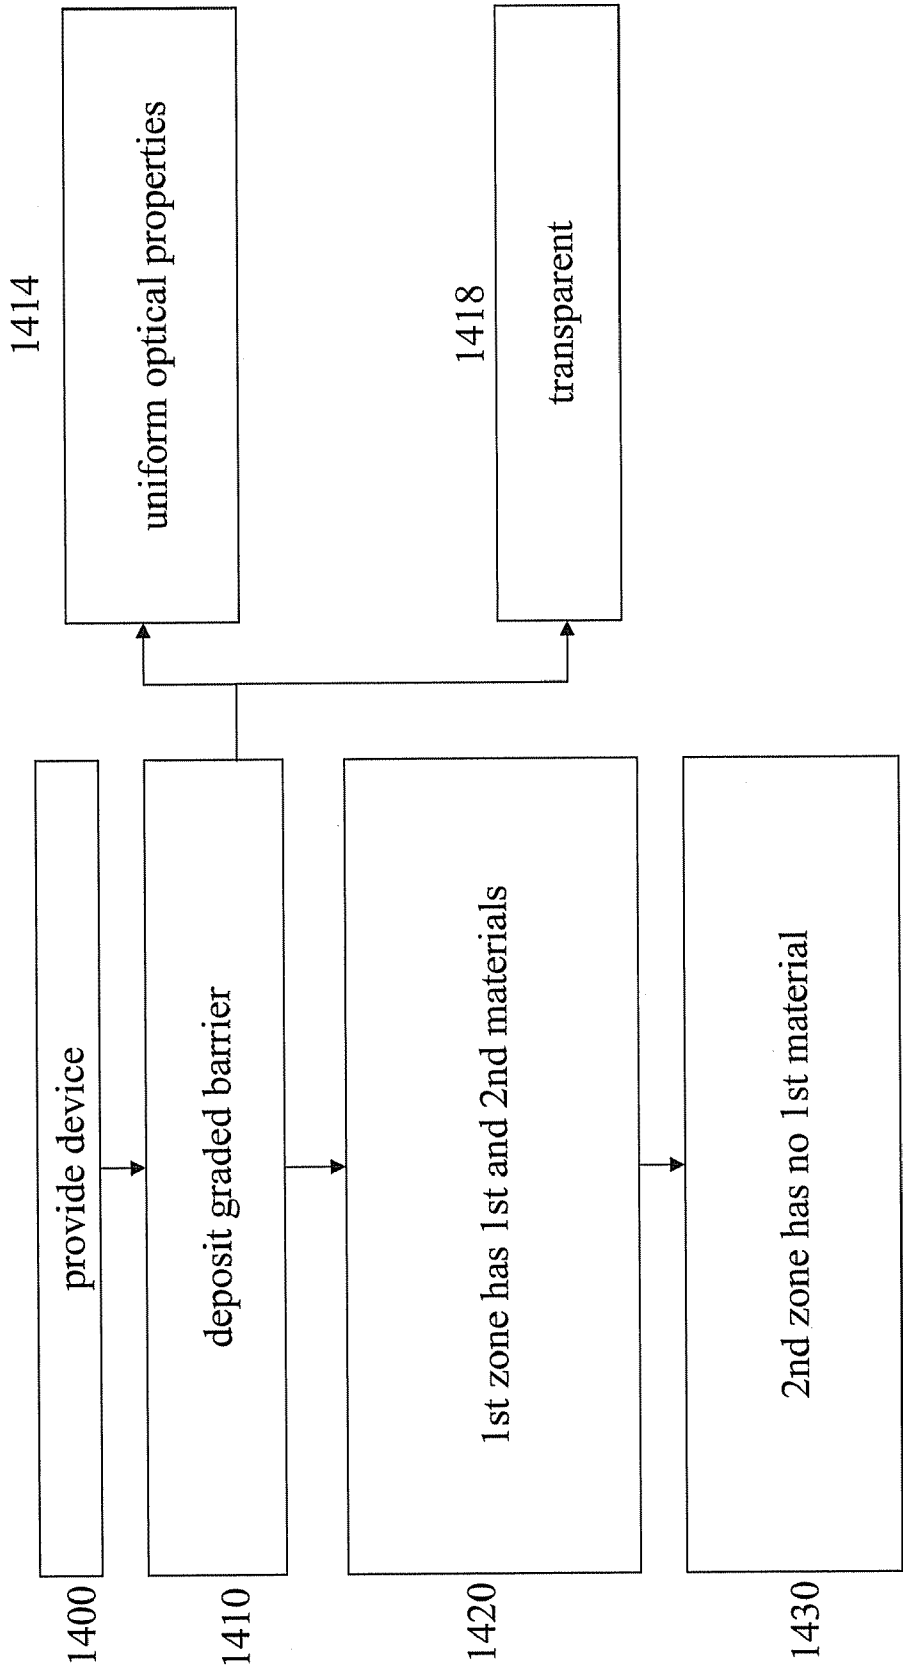 1400
provide device
1410
deposit graded barrier
1414
uniform optical properties
1418
transparent
1420
1st zone has 1st and 2nd materials
1430
2nd zone has no 1st material